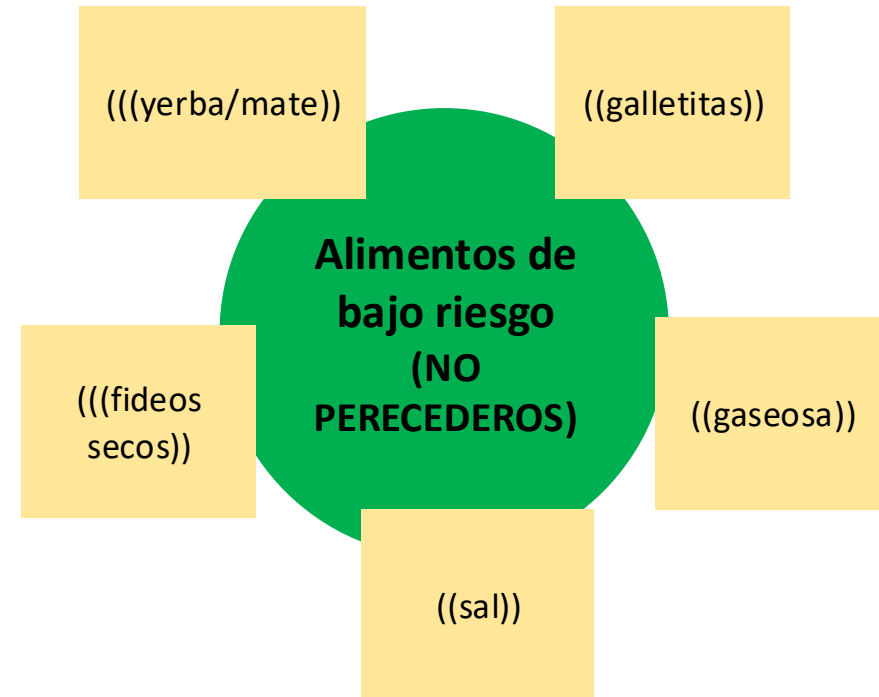 (((yerba/mate))
((galletitas))
Alimentos de
bajo riesgo
(NO
PERECEDEROS)
(((fideos
secos))
((gaseosa))
((sal))